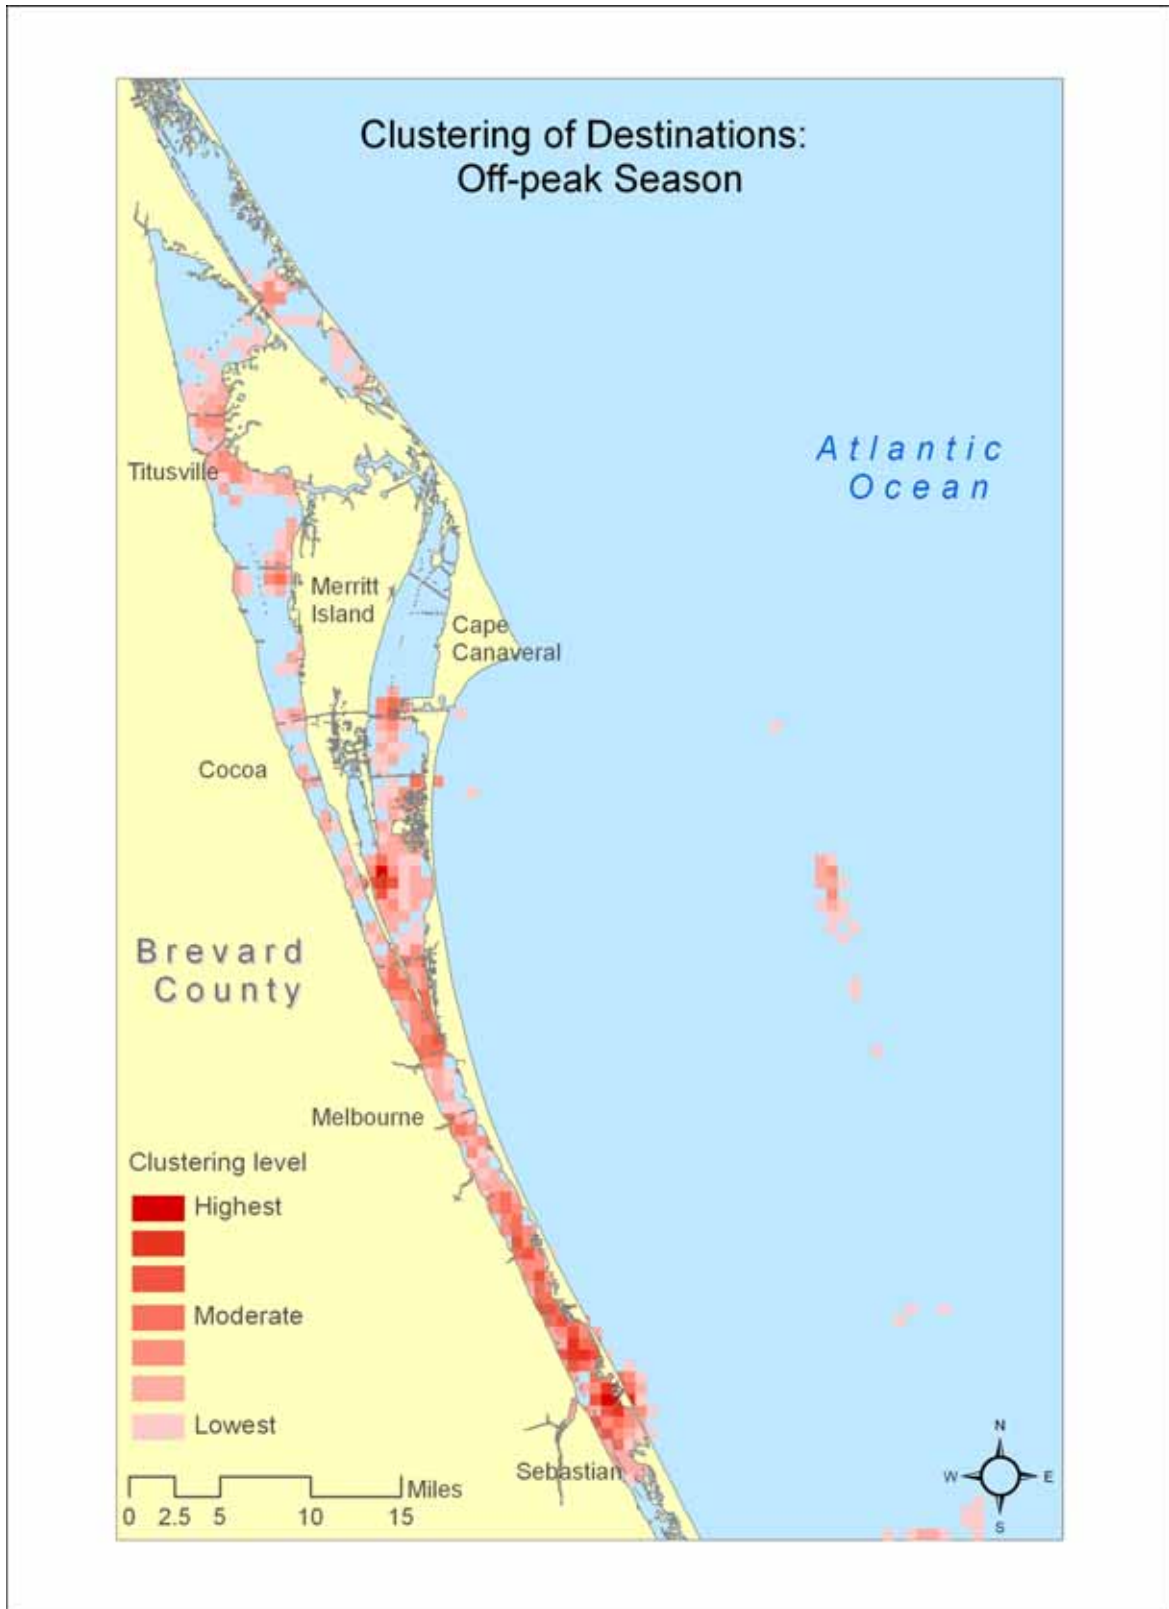 Clustering of Destinations:
Off-peak Season
Atlantic
Ocean
Titusville
Merritt
Island
Cape
Canaveral
Cocoa
Brevard
County
Melbourne
Clustering level
Highest
Moderate
Lowest
Sebastian
Miles
0 2.5 5 10 15
N
W E
S